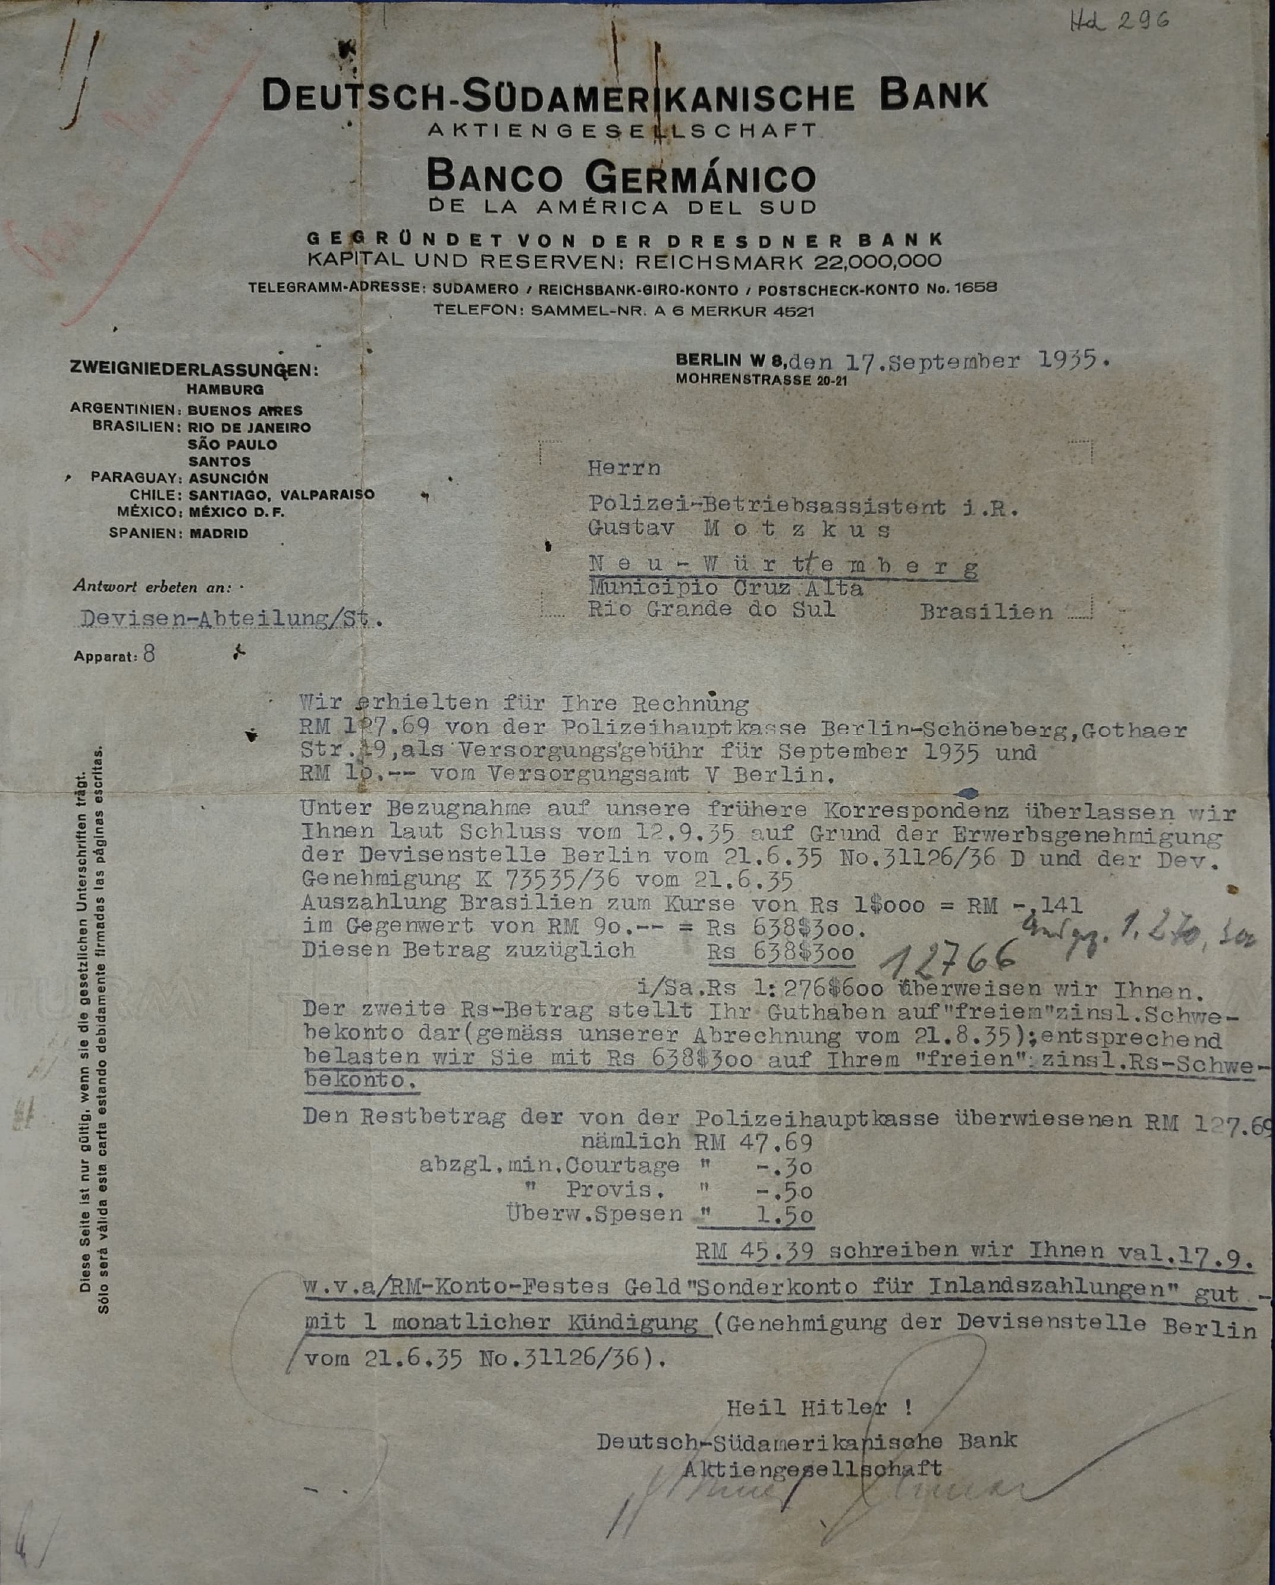 Hd 296
DEUTSCH-SÜDAMERIKANISCHE BANK
AKTIENGESELLSCHAFT
BANCO GERMÁNICO
DE LA AMÉRICA DEL SUD
GEGRÜNDET VON DER DRESDNER BANK
KAPITAL UND RESERVEN: REICHSMARK 22,000,000
TELEGRAMM-ADRESSE: SUDAMERO / REICHSBANK-GIRO-KONTO / POSTSCHECK-KONTO No. 1658
TELEFON: SAMMEL-NR. A 6 MERKUR 4521
BERLIN W 8, den 17.September 1935.
MOHRENSTRASSE 20-21
ZWEIGNIEDERLASSUNGEN:
HAMBURG
ARGENTINIEN: BUENOS AIRES
BRASILIEN: RIO DE JANEIRO
SÃO PAULO
SANTOS
PARAGUAY: ASUNCIÓN
CHILE: SANTIAGO, VALPARAISO
MÉXICO: MÉXICO D. F.
SPANIEN: MADRID
Antwort erbeten an:
Devisen-Abteilung/St.
Apparat: 8
Herrn
Polizei-Betriebsassistent i.R.
Gustav M o t z k u s
N e u - W ü r t t e m b e r g
Municipio Cruz Alta
Rio Grande do Sul Brasilien
Wir erhielten für Ihre Rechnung
RM 127.69 von der Polizeihauptkasse Berlin-Schöneberg,Gothaer
Str.19,als Versorgungsgebühr für September 1935 und
RM 10.-- vom Versorgungsamt V Berlin.
Unter Bezugnahme auf unsere frühere Korrespondenz überlassen wir
Ihnen laut Schluss vom 12.9.35 auf Grund der Erwerbsgenehmigung
der Devisenstelle Berlin vom 21.6.35 No.31126/36 D und der Dev.
Genehmigung K 73535/36 vom 21.6.35
Auszahlung Brasilien zum Kurse von Rs 1$000 = RM -.141
im Gegenwert von RM 90.-- = Rs 638$300.
Diesen Betrag zuzüglich Rs 638$300 12766
i/Sa.Rs 1:276$600 überweisen wir Ihnen.
Der zweite Rs-Betrag stellt Ihr Guthaben auf"freiem"zinsl.Schwe-
bekonto dar(gemäss unserer Abrechnung vom 21.8.35);entsprechend
belasten wir Sie mit Rs 638$300 auf Ihrem "freien" zinsl.Rs-Schwe-
bekonto.
Den Restbetrag der von der Polizeihauptkasse überwiesenen RM 127.69
nämlich RM 47.69
abzgl.min.Courtage " -.30
" Provis. " -.50
Überw.Spesen " 1.50
RM 45.39 schreiben wir Ihnen val.17.9.
w.v.a/RM-Konto-Festes Geld"Sonderkonto für Inlandszahlungen" gut -
mit 1 monatlicher Kündigung (Genehmigung der Devisenstelle Berlin
vom 21.6.35 No.31126/36).
Heil Hitler !
Deutsch-Südamerikanische Bank
Aktiengesellschaft
Diese Seite ist nur gültig, wenn sie die gesetzlichen Unterschriften trägt.
Sólo será válida esta carta estando debidamente firmadas las páginas escritas.